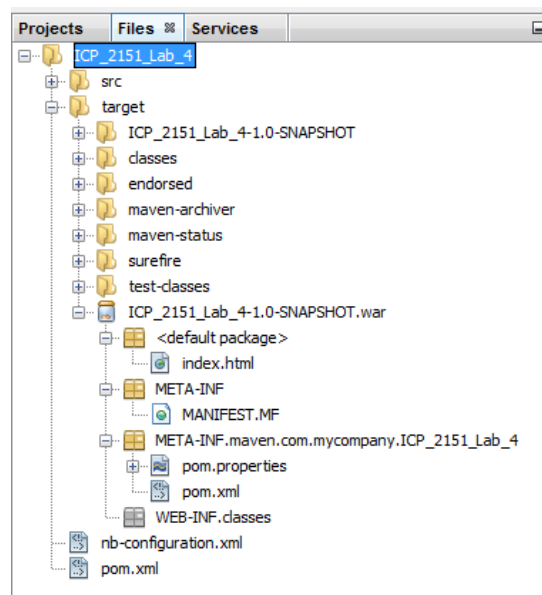 Projects Files Services
ICP_2151_Lab_4
src
target
ICP_2151_Lab_4-1.0-SNAPSHOT
classes
endorsed
maven-archiver
maven-status
surefire
test-classes
ICP_2151_Lab_4-1.0-SNAPSHOT.war
<default package>
index.html
META-INF
MANIFEST.MF
META-INF.maven.com.mycompany.ICP_2151_Lab_4
pom.properties
pom.xml
WEB-INF.classes
nb-configuration.xml
pom.xml